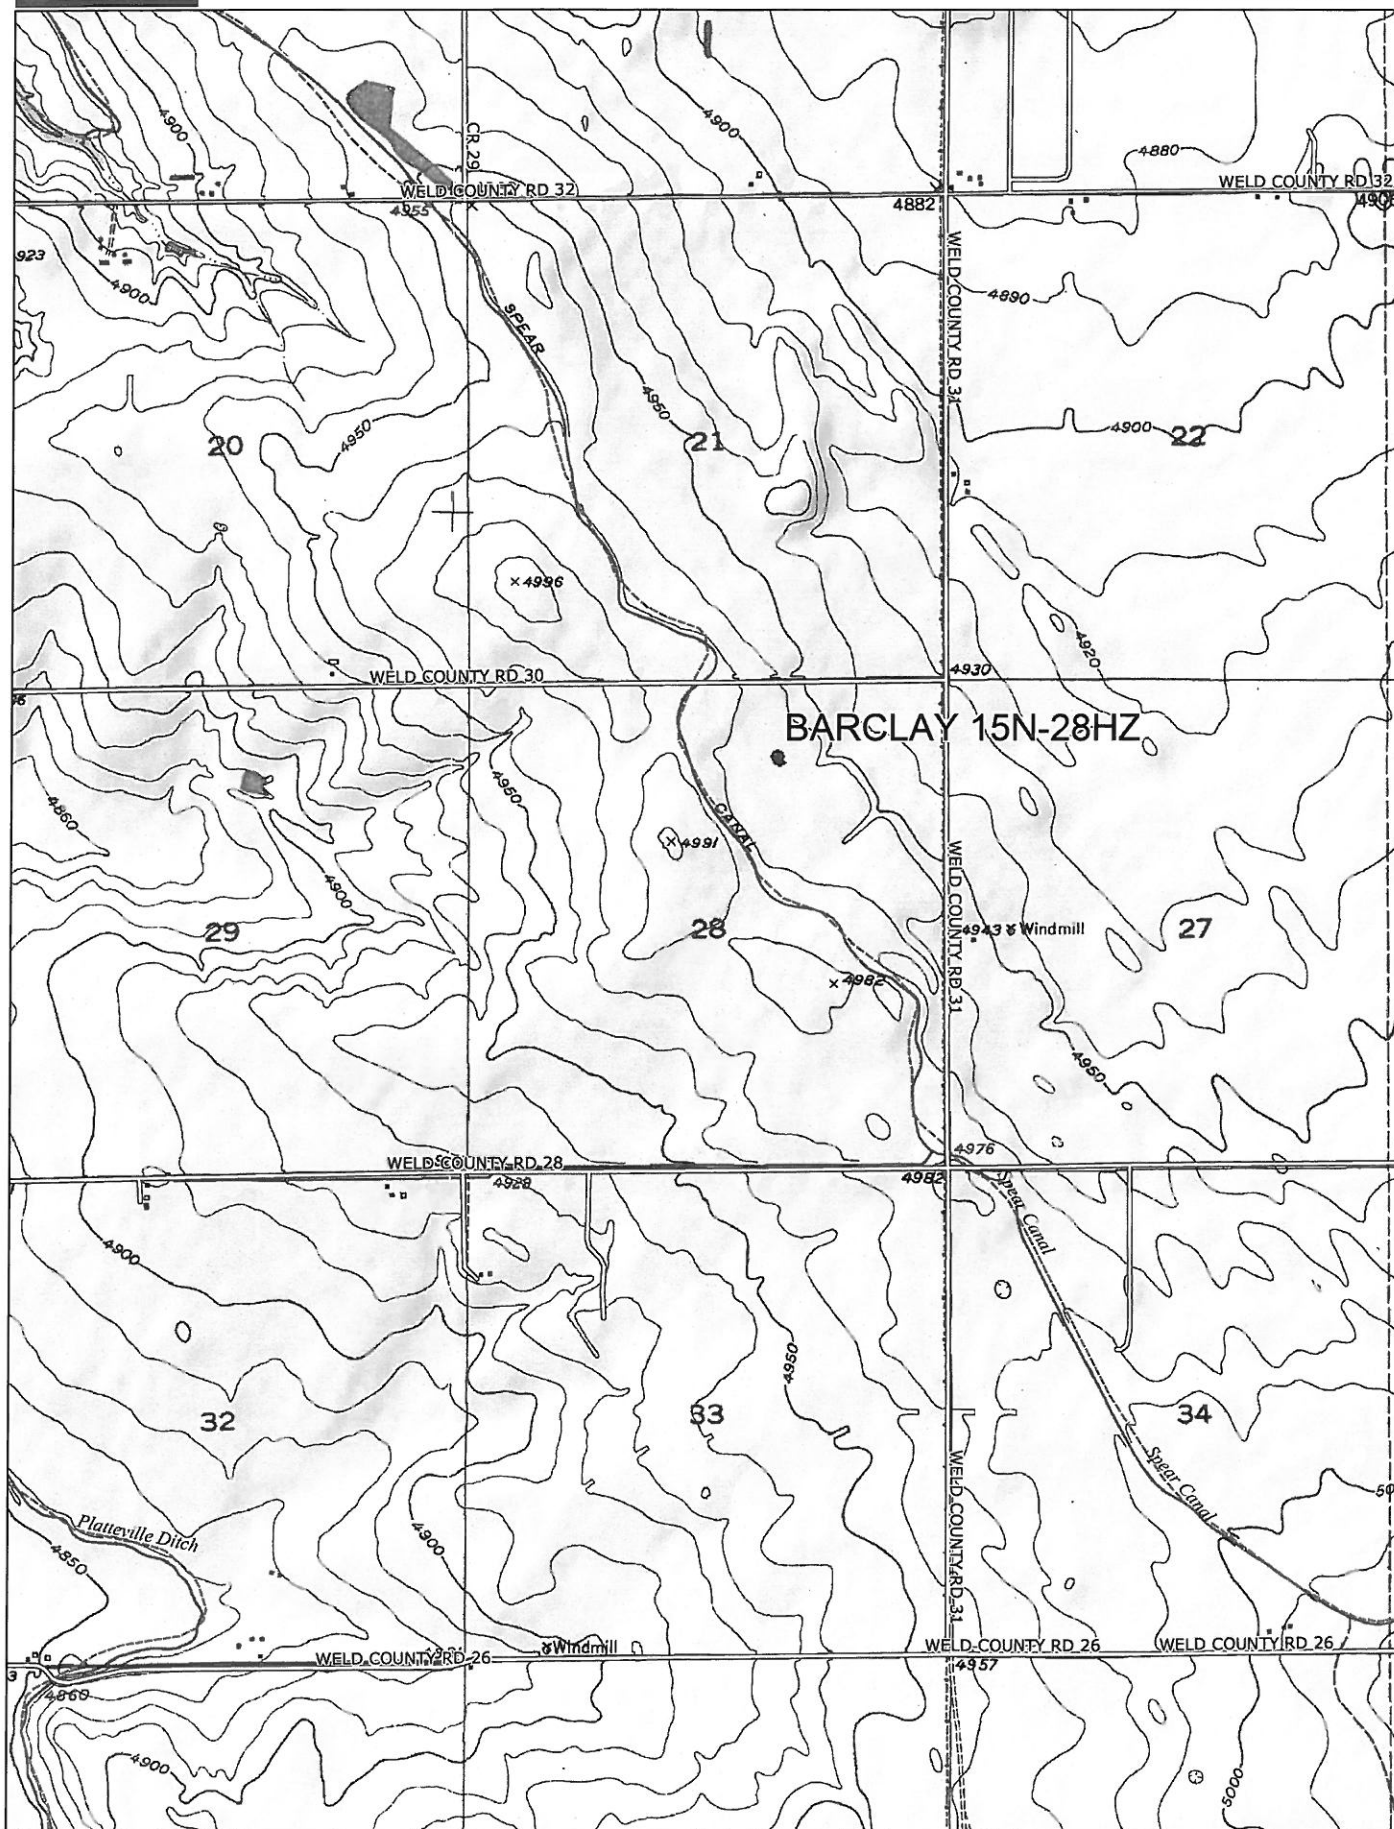 4900
CR 29
4900
4880
WELD COUNTY RD 32
WELD COUNTY RD 32
4955
4882
923
4900
SPEAR
WELD COUNTY RD 31
4890
4950
4950
20
21
4900
22
4996
4920
WELD COUNTY RD 30
4930
BARCLAY 15N-28HZ
4950
4860
CANAL
4991
WELD COUNTY RD 31
4900
29
28
4943
Windmill
27
4982
4950
WELD COUNTY RD 28
4976
4928
4982
Spear Canal
4900
4950
32
33
34
Spear Canal
WELD COUNTY RD 31
Platteville Ditch
4850
4900
WELD COUNTY RD 26
Windmill
WELD COUNTY RD 26
WELD COUNTY RD 26
4957
4860
4900
5000